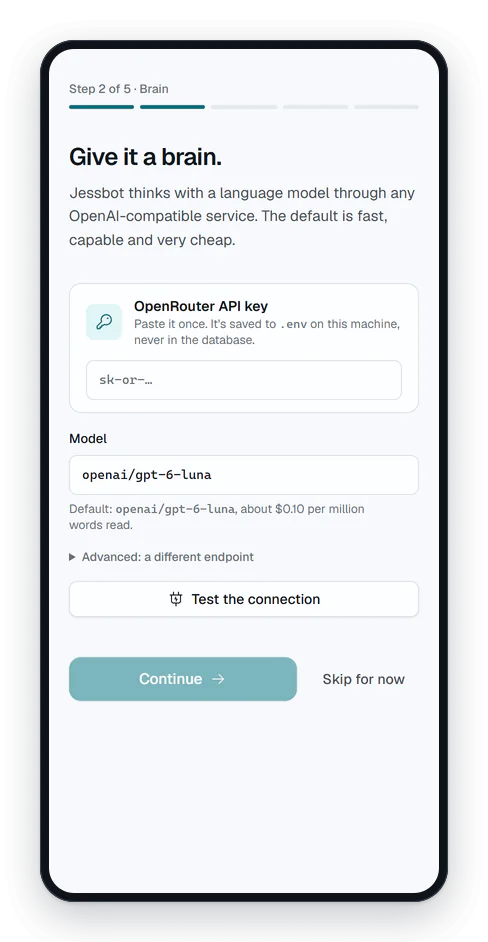 Step 2 of 5 · Brain
Give it a brain.
Jessbot thinks with a language model through any
OpenAI-compatible service. The default is fast,
capable and very cheap.
OpenRouter API key
Paste it once. It's saved to .env on this machine,
never in the database.
sk-or-…
Model
openai/gpt-6-luna
Default: openai/gpt-6-luna, about $0.10 per million
words read.
Advanced: a different endpoint
Test the connection
Continue →
Skip for now